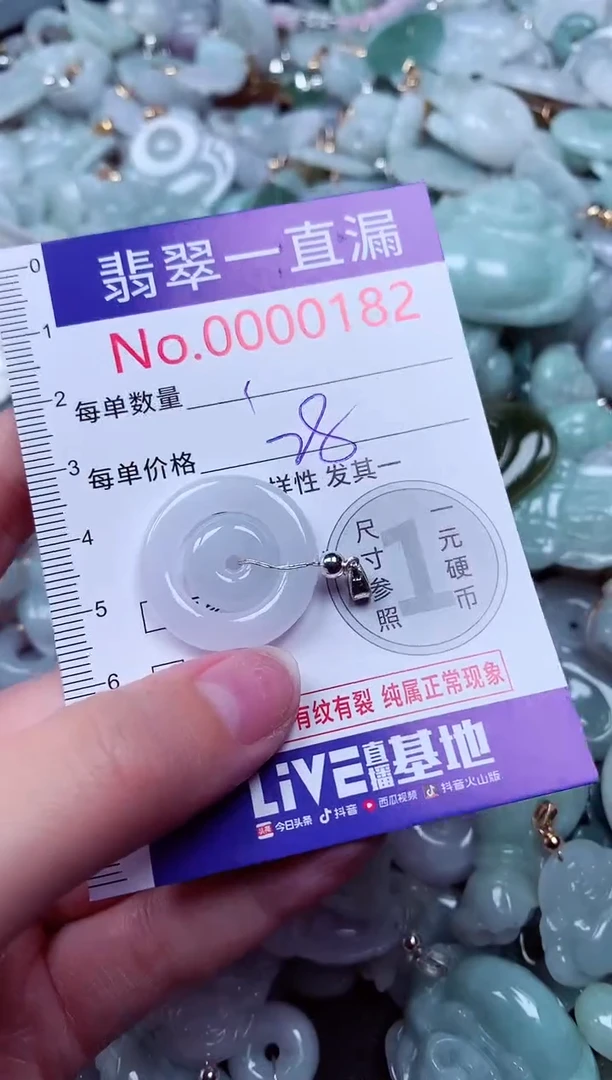 翡翠一直漏
No.0000182
0
1
2
3
4
5
6
每单数量 1
每单价格 28
样性 发其一
尺寸参照
1
一元硬币
有纹有裂 纯属正常现象
LiVE直播基地
头条 今日头条 抖音 西瓜视频 抖音火山版